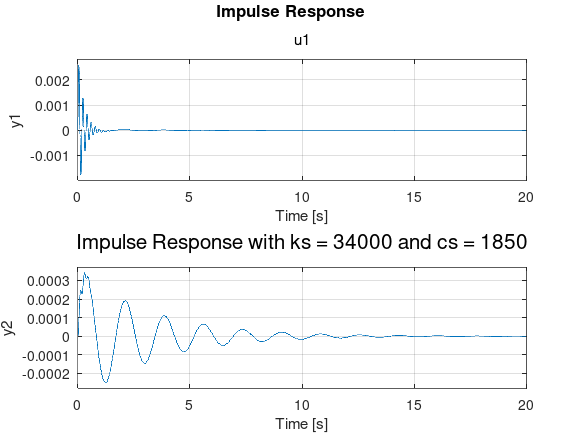 Impulse Response
u1
y1
0.002
0.001
0
-0.001
0 5 10 15 20
Time [s]
Impulse Response with ks = 34000 and cs = 1850
y2
0.0003
0.0002
0.0001
0
-0.0001
-0.0002
0 5 10 15 20
Time [s]